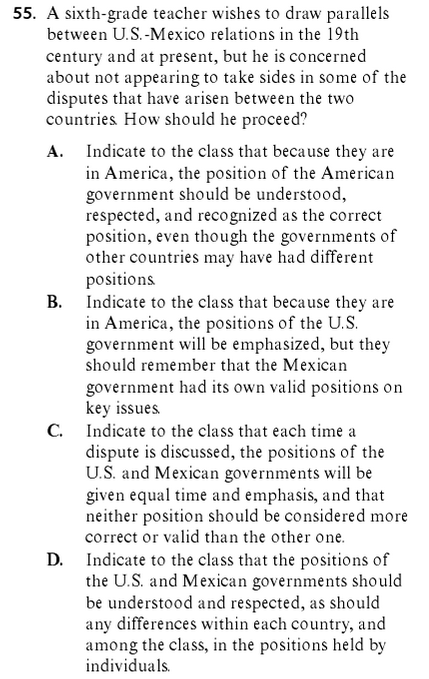 55. A sixth-grade teacher wishes to draw parallels
between U.S.-Mexico relations in the 19th
century and at present, but he is concerned
about not appearing to take sides in some of the
disputes that have arisen between the two
countries. How should he proceed?
A. Indicate to the class that because they are
in America, the position of the American
government should be understood,
respected, and recognized as the correct
position, even though the governments of
other countries may have had different
positions.
B. Indicate to the class that because they are
in America, the positions of the U.S.
government will be emphasized, but they
should remember that the Mexican
government had its own valid positions on
key issues.
C. Indicate to the class that each time a
dispute is discussed, the positions of the
U.S. and Mexican governments will be
given equal time and emphasis, and that
neither position should be considered more
correct or valid than the other one.
D. Indicate to the class that the positions of
the U.S. and Mexican governments should
be understood and respected, as should
any differences within each country, and
among the class, in the positions held by
individuals.